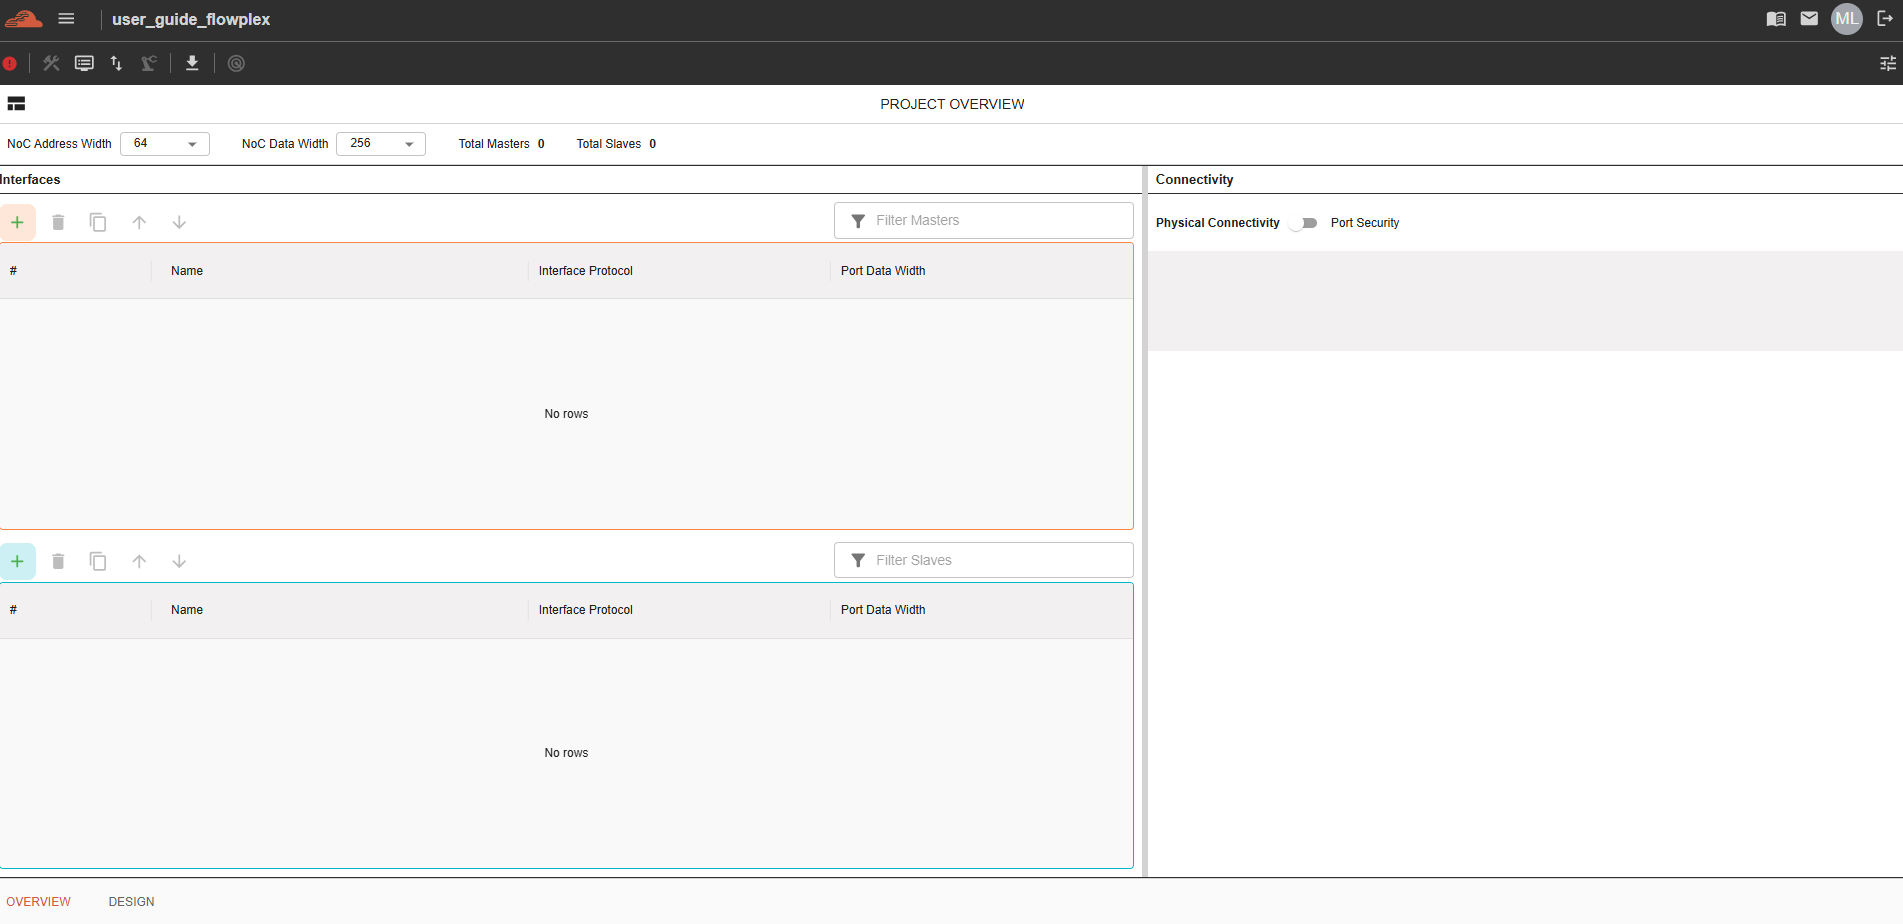 user_guide_flowplex
ML
PROJECT OVERVIEW
NoC Address Width 64 NoC Data Width 256 Total Masters 0 Total Slaves 0
Interfaces
Filter Masters
# Name Interface Protocol Port Data Width
No rows
Filter Slaves
# Name Interface Protocol Port Data Width
No rows
Connectivity
Physical Connectivity Port Security
OVERVIEW DESIGN